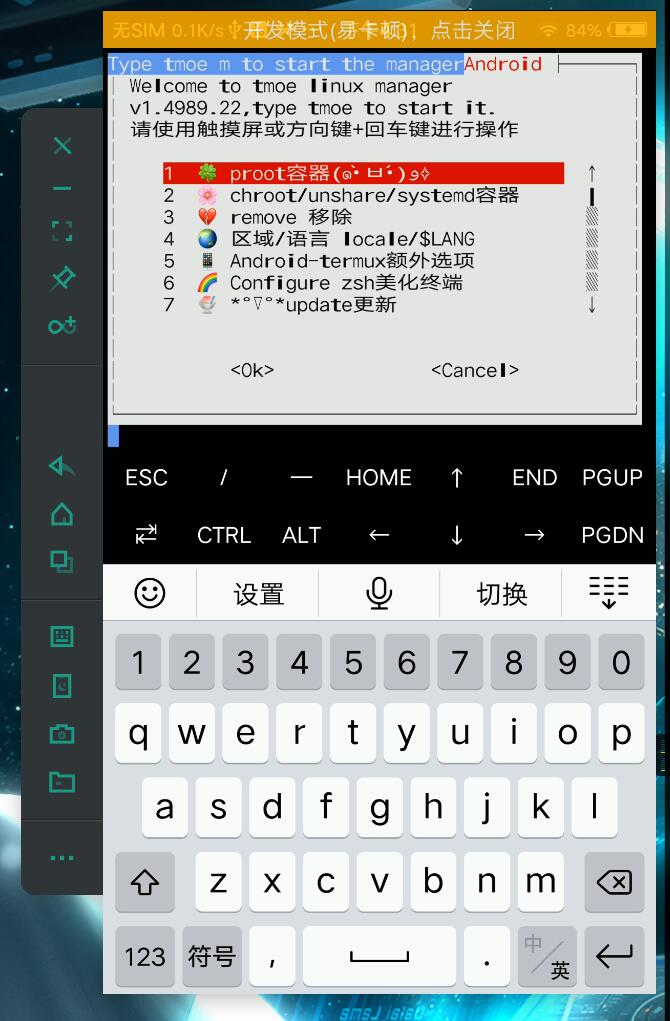 无SIM 0.1K/s 开发模式(易卡顿)，点击关闭 84%
Type tmoe m to start the managerAndroid
Welcome to tmoe linux manager
v1.4989.22,type tmoe to start it.
请使用触摸屏或方向键+回车键进行操作
1 🍀 proot容器(๑•̀ㅂ•́)و✧
2 🌸 chroot/unshare/systemd容器
3 💔 remove 移除
4 🌏 区域/语言 locale/$LANG
5 📱 Android-termux额外选项
6 🌈 Configure zsh美化终端
7 🍧 *°▽°*update更新
<Ok> <Cancel>
ESC / — HOME ↑ END PGUP
⇄ CTRL ALT ← ↓ → PGDN
设置 切换
1 2 3 4 5 6 7 8 9 0
q w e r t y u i o p
a s d f g h j k l
z x c v b n m
123 符号 , . 中/英